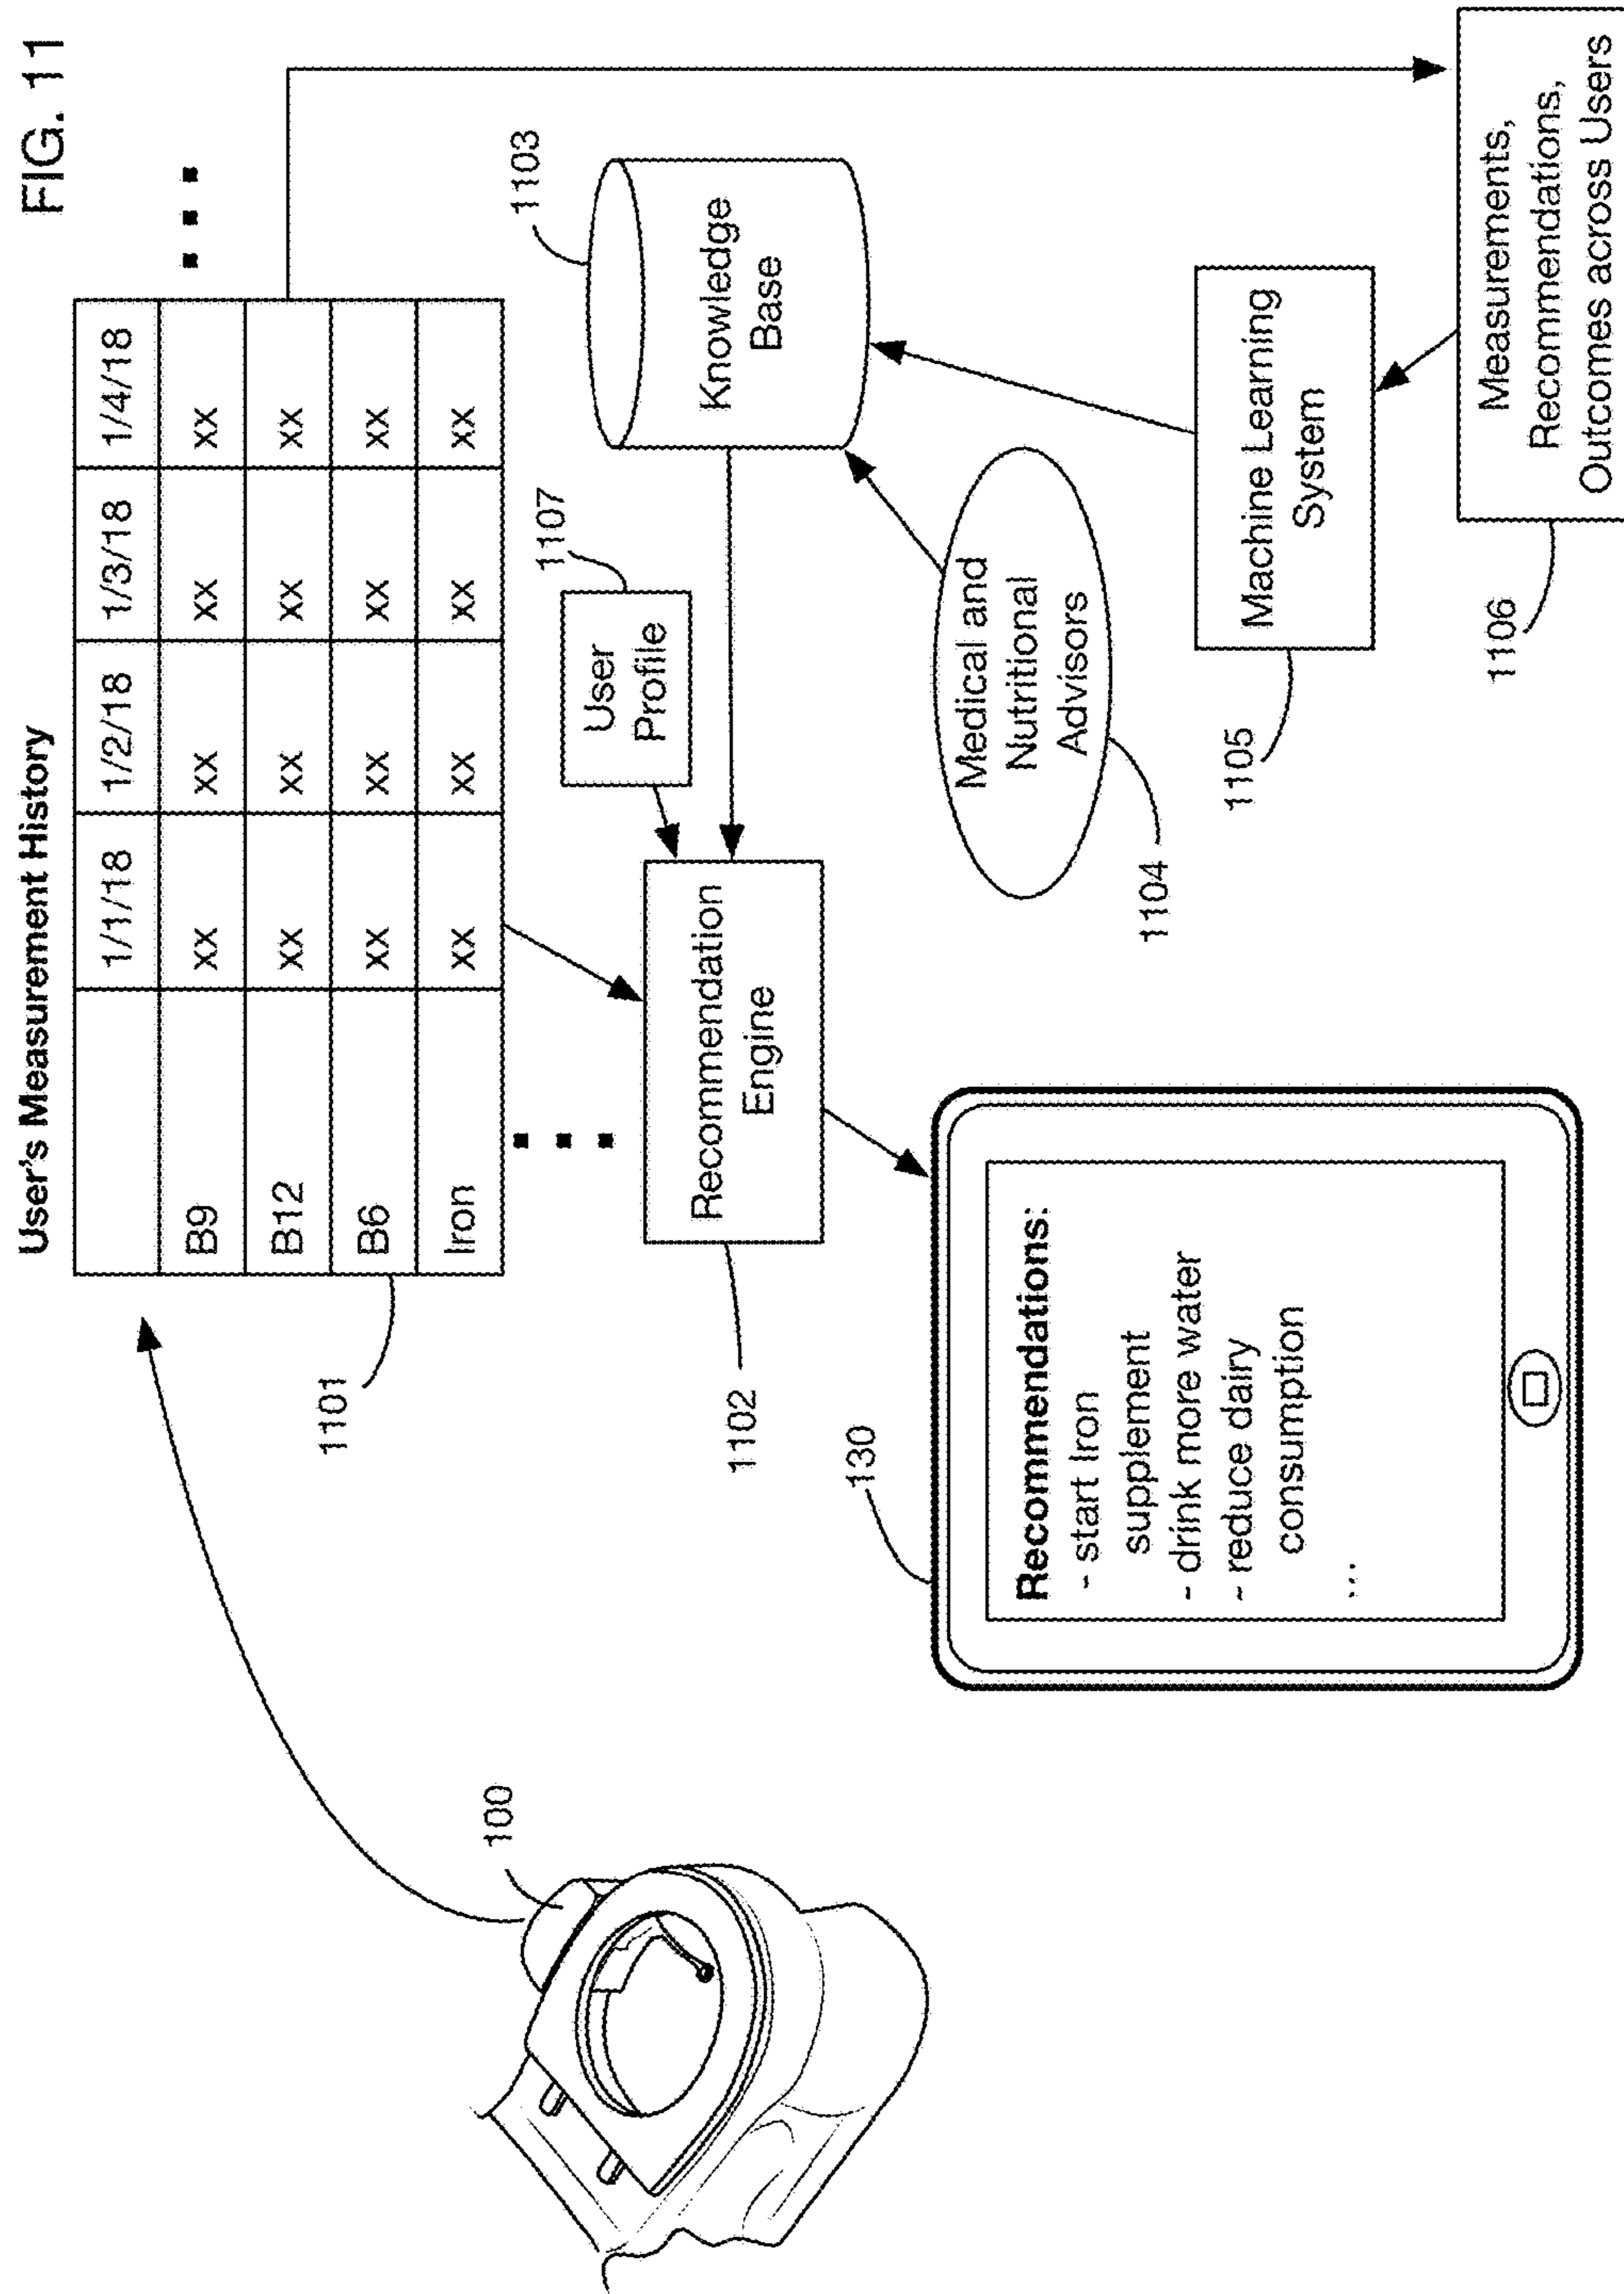 FIG. 11
User's Measurement History
1/1/18 1/2/18 1/3/18 1/4/18
B9 xx xx xx xx
B12 xx xx xx xx
B6 xx xx xx xx
Iron xx xx xx xx
1101
100
User
Profile
1107
Knowledge
Base
1103
Recommendation
Engine
1102
Medical and
Nutritional
Advisors
1104
Machine Learning
System
1105
Measurements,
Recommendations,
Outcomes across Users
1106
130
Recommendations:
- start Iron
supplement
- drink more water
- reduce dairy
consumption
...